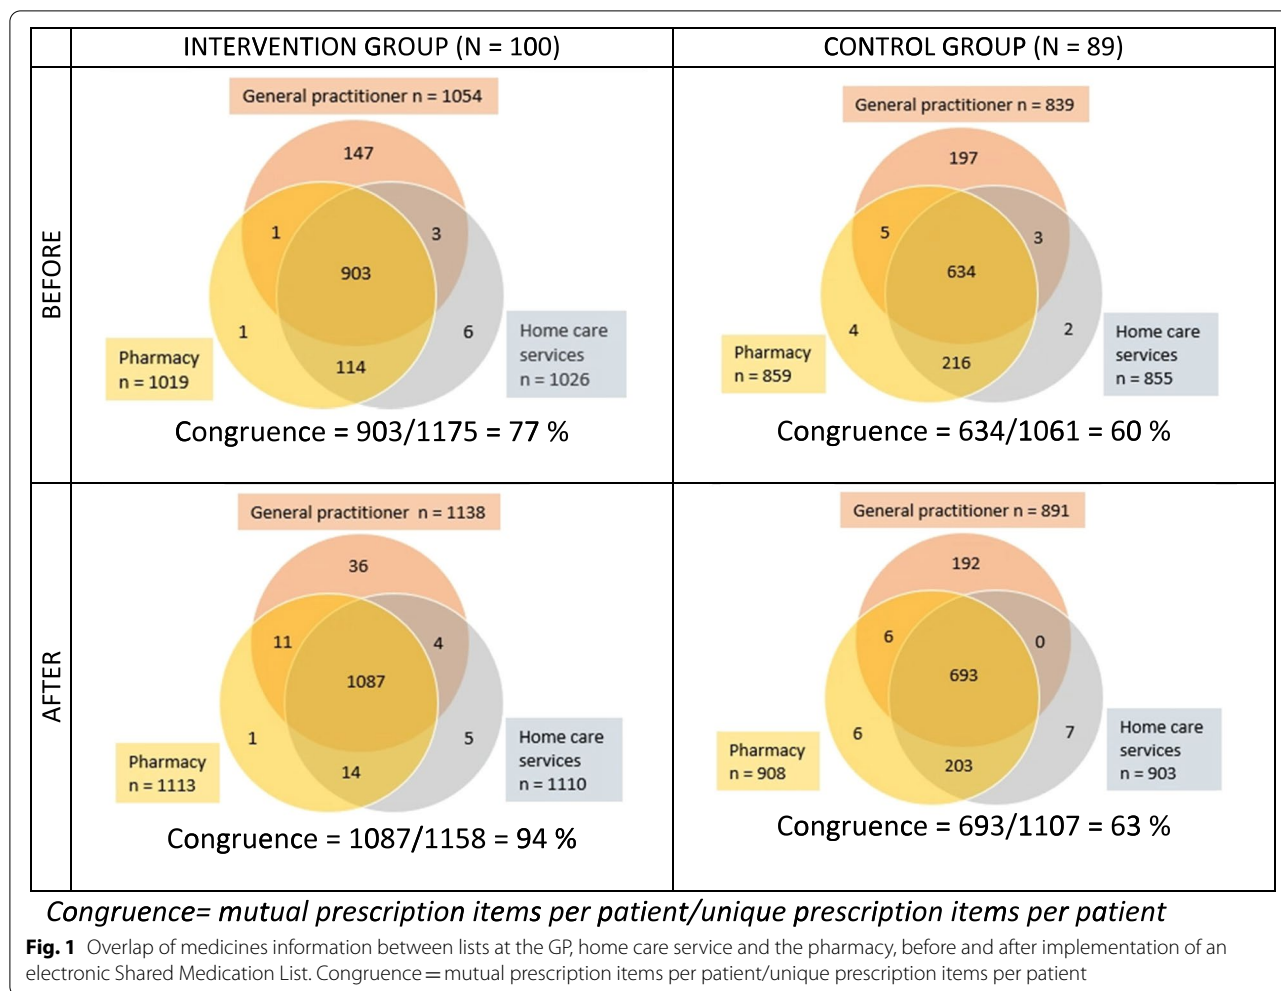 INTERVENTION GROUP (N = 100)
CONTROL GROUP (N = 89)
BEFORE
General practitioner n = 1054
147
1
3
903
1
6
114
Pharmacy
n = 1019
Home care
services
n = 1026
Congruence = 903/1175 = 77 %
General practitioner n = 839
197
5
3
634
4
2
216
Pharmacy
n = 859
Home care
services
n = 855
Congruence = 634/1061 = 60 %
AFTER
General practitioner n = 1138
36
11
4
1087
1
5
14
Pharmacy
n = 1113
Home care
services
n = 1110
Congruence = 1087/1158 = 94 %
General practitioner n = 891
192
6
0
693
6
7
203
Pharmacy
n = 908
Home care
services
n = 903
Congruence = 693/1107 = 63 %
Congruence= mutual prescription items per patient/unique prescription items per patient
Fig. 1 Overlap of medicines information between lists at the GP, home care service and the pharmacy, before and after implementation of an
electronic Shared Medication List. Congruence = mutual prescription items per patient/unique prescription items per patient